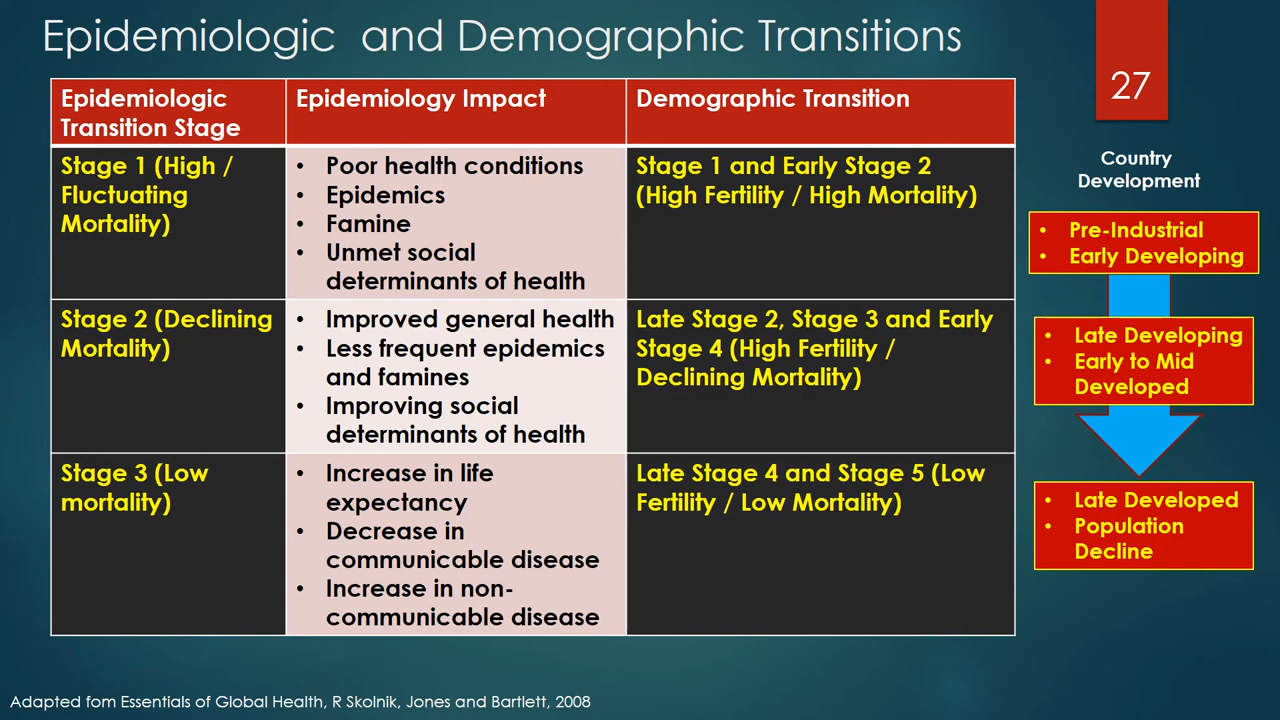 Epidemiologic and Demographic Transitions
27
Epidemiologic
Transition Stage
Epidemiology Impact
Demographic Transition
Stage 1 (High /
Fluctuating
Mortality)
• Poor health conditions
• Epidemics
• Famine
• Unmet social
determinants of health
Stage 1 and Early Stage 2
(High Fertility / High Mortality)
Stage 2 (Declining
Mortality)
• Improved general health
• Less frequent epidemics
and famines
• Improving social
determinants of health
Late Stage 2, Stage 3 and Early
Stage 4 (High Fertility /
Declining Mortality)
Stage 3 (Low
mortality)
• Increase in life
expectancy
• Decrease in
communicable disease
• Increase in non-
communicable disease
Late Stage 4 and Stage 5 (Low
Fertility / Low Mortality)
Country
Development
• Pre-Industrial
• Early Developing
• Late Developing
• Early to Mid
Developed
• Late Developed
• Population
Decline
Adapted fom Essentials of Global Health, R Skolnik, Jones and Bartlett, 2008